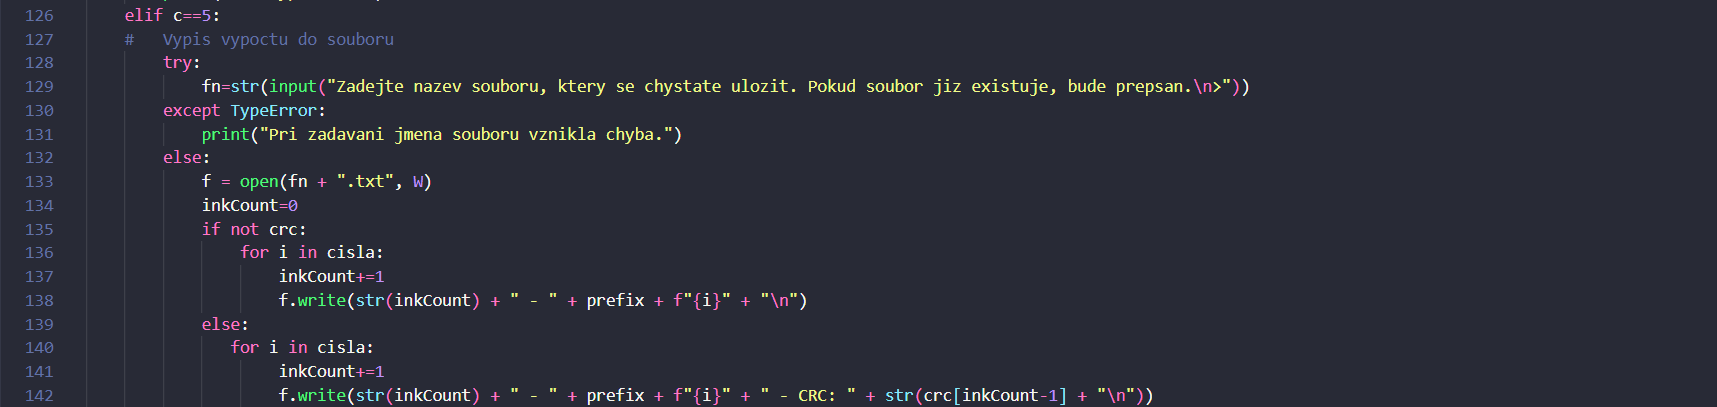 126 elif c==5:
127 #   Vypis vypoctu do souboru
128 try:
129 fn=str(input("Zadejte nazev souboru, ktery se chystate ulozit. Pokud soubor jiz existuje, bude prepsan.\n>"))
130 except TypeError:
131 print("Pri zadavani jmena souboru vznikla chyba.")
132 else:
133 f = open(fn + ".txt", W)
134 inkCount=0
135 if not crc:
136 for i in cisla:
137 inkCount+=1
138 f.write(str(inkCount) + " - " + prefix + f"{i}" + "\n")
139 else:
140 for i in cisla:
141 inkCount+=1
142 f.write(str(inkCount) + " - " + prefix + f"{i}" + " - CRC: " + str(crc[inkCount-1] + "\n"))